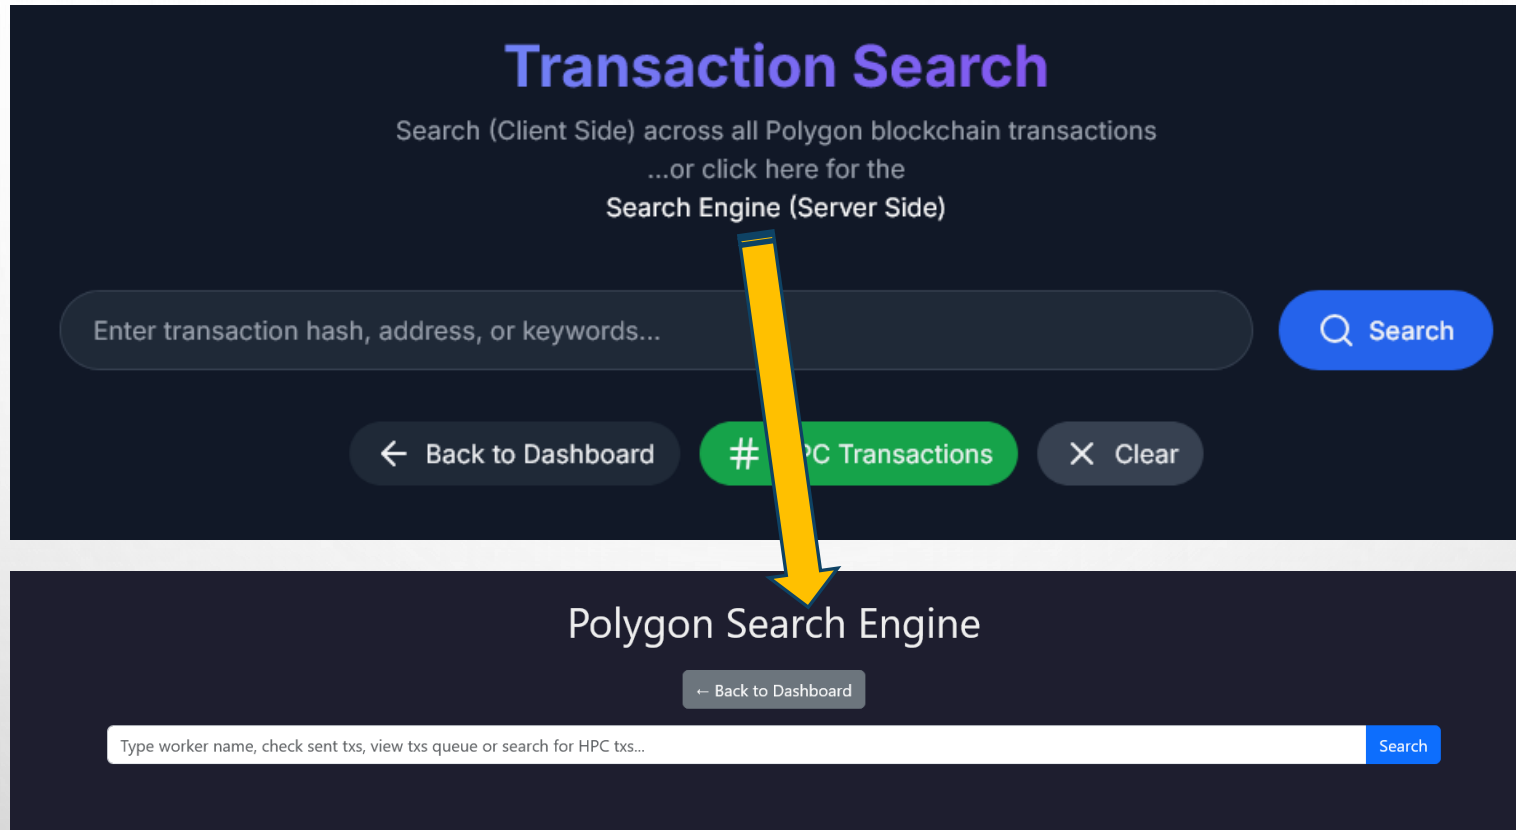 Transaction Search
Search (Client Side) across all Polygon blockchain transactions
...or click here for the
Search Engine (Server Side)
Enter transaction hash, address, or keywords...
Search
← Back to Dashboard
# PC Transactions
× Clear
Polygon Search Engine
← Back to Dashboard
Type worker name, check sent txs, view txs queue or search for HPC txs...
Search